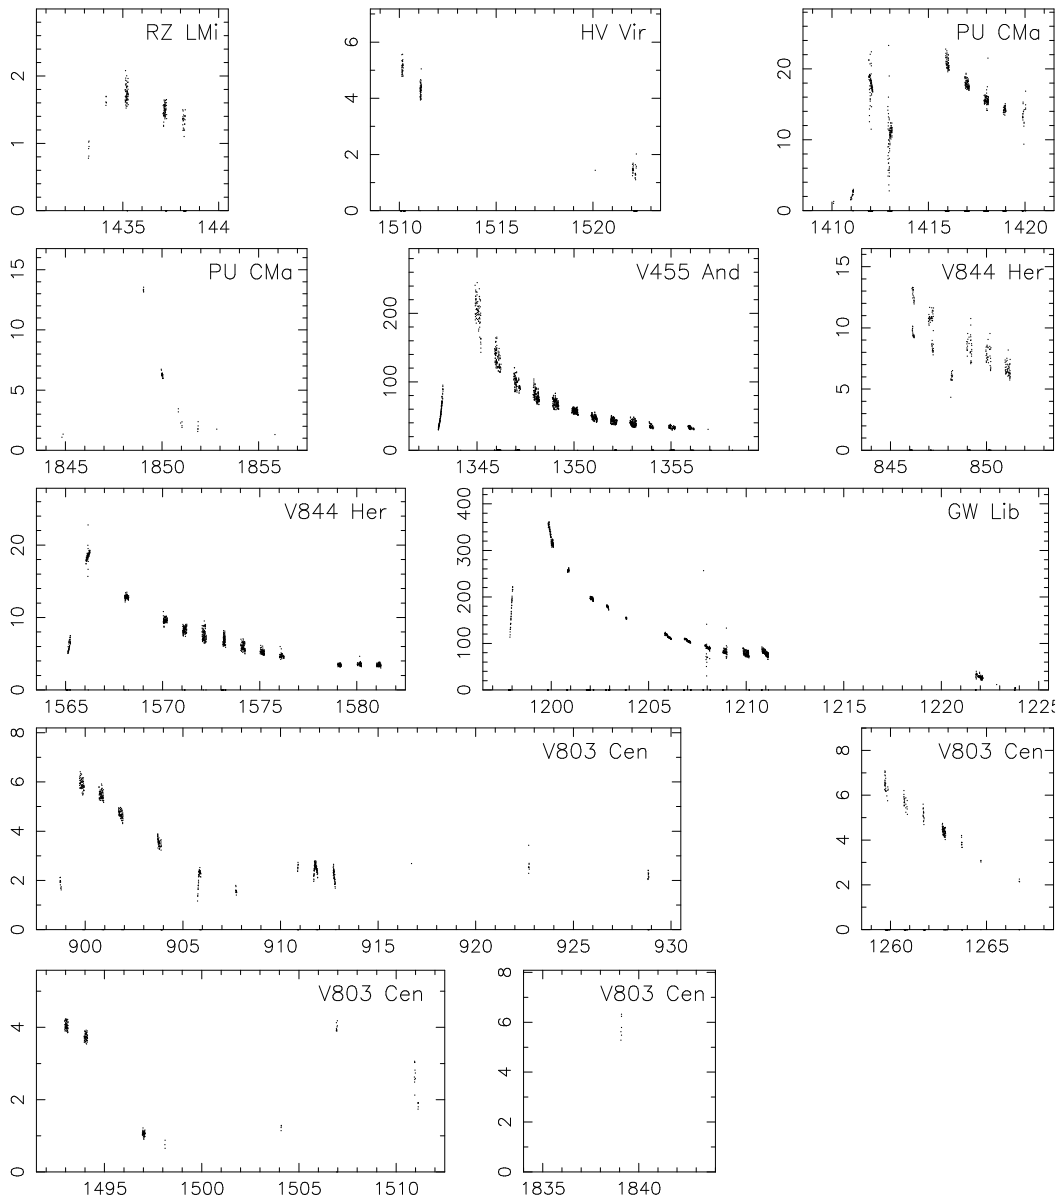 RZ LMi
0 1 2
1435 144
HV Vir
0 2 4 6
1510 1515 1520
PU CMa
0 10 20
1410 1415 1420
PU CMa
0 5 10 15
1845 1850 1855
V455 And
0 100 200
1345 1350 1355
V844 Her
0 5 10 15
845 850
V844 Her
0 10 20
1565 1570 1575 1580
GW Lib
0 100 200 300 400
1200 1205 1210 1215 1220 1225
V803 Cen
0 2 4 6 8
900 905 910 915 920 925 930
V803 Cen
0 2 4 6 8
1260 1265
V803 Cen
0 2 4
1495 1500 1505 1510
V803 Cen
0 2 4 6 8
1835 1840